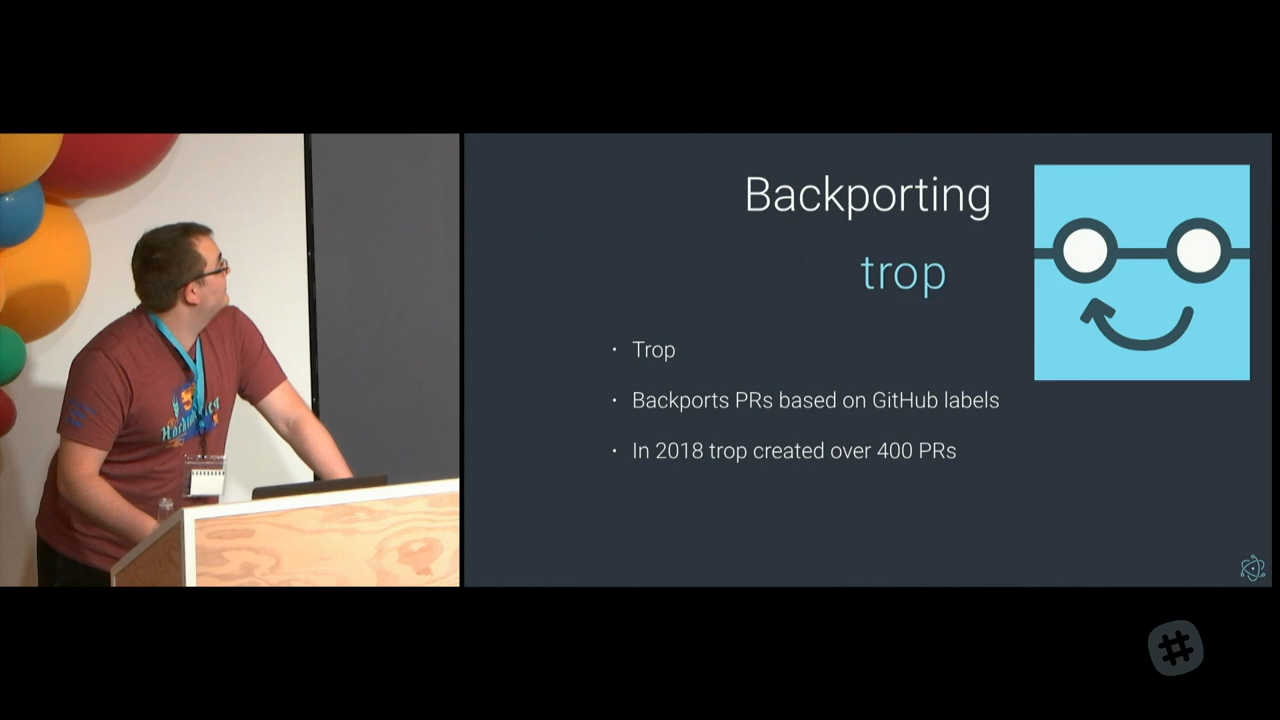 Backporting
trop
· Trop
· Backports PRs based on GitHub labels
· In 2018 trop created over 400 PRs